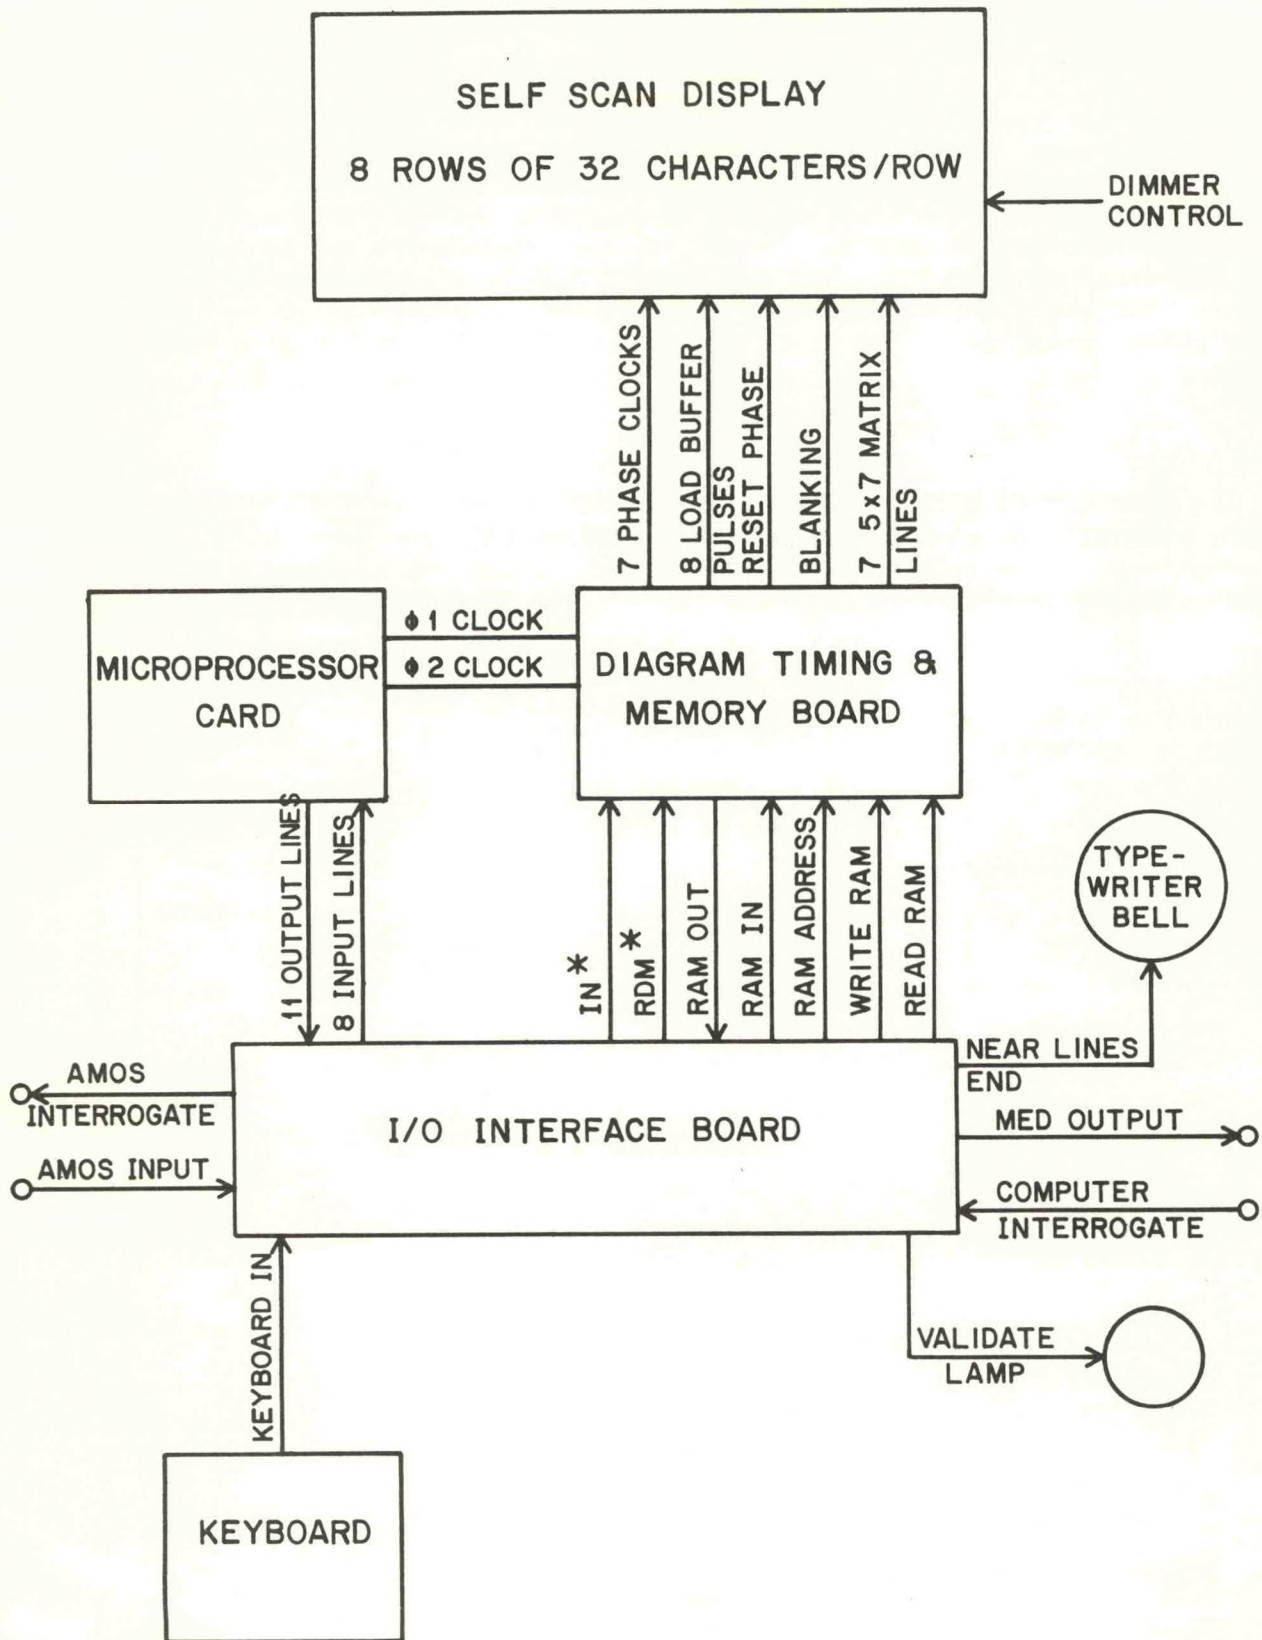 SELF SCAN DISPLAY
8 ROWS OF 32 CHARACTERS/ROW
DIMMER
CONTROL
7 PHASE CLOCKS
8 LOAD BUFFER
PULSES
RESET PHASE
BLANKING
7 5x7 MATRIX
LINES
MICROPROCESSOR
CARD
ϕ1 CLOCK
ϕ2 CLOCK
DIAGRAM TIMING &
MEMORY BOARD
11 OUTPUT LINES
8 INPUT LINES
IN*
RDM*
RAM OUT
RAM IN
RAM ADDRESS
WRITE RAM
READ RAM
TYPE-
WRITER
BELL
AMOS
INTERROGATE
AMOS INPUT
I/O INTERFACE BOARD
NEAR LINES
END
MED OUTPUT
COMPUTER
INTERROGATE
KEYBOARD IN
VALIDATE
LAMP
KEYBOARD